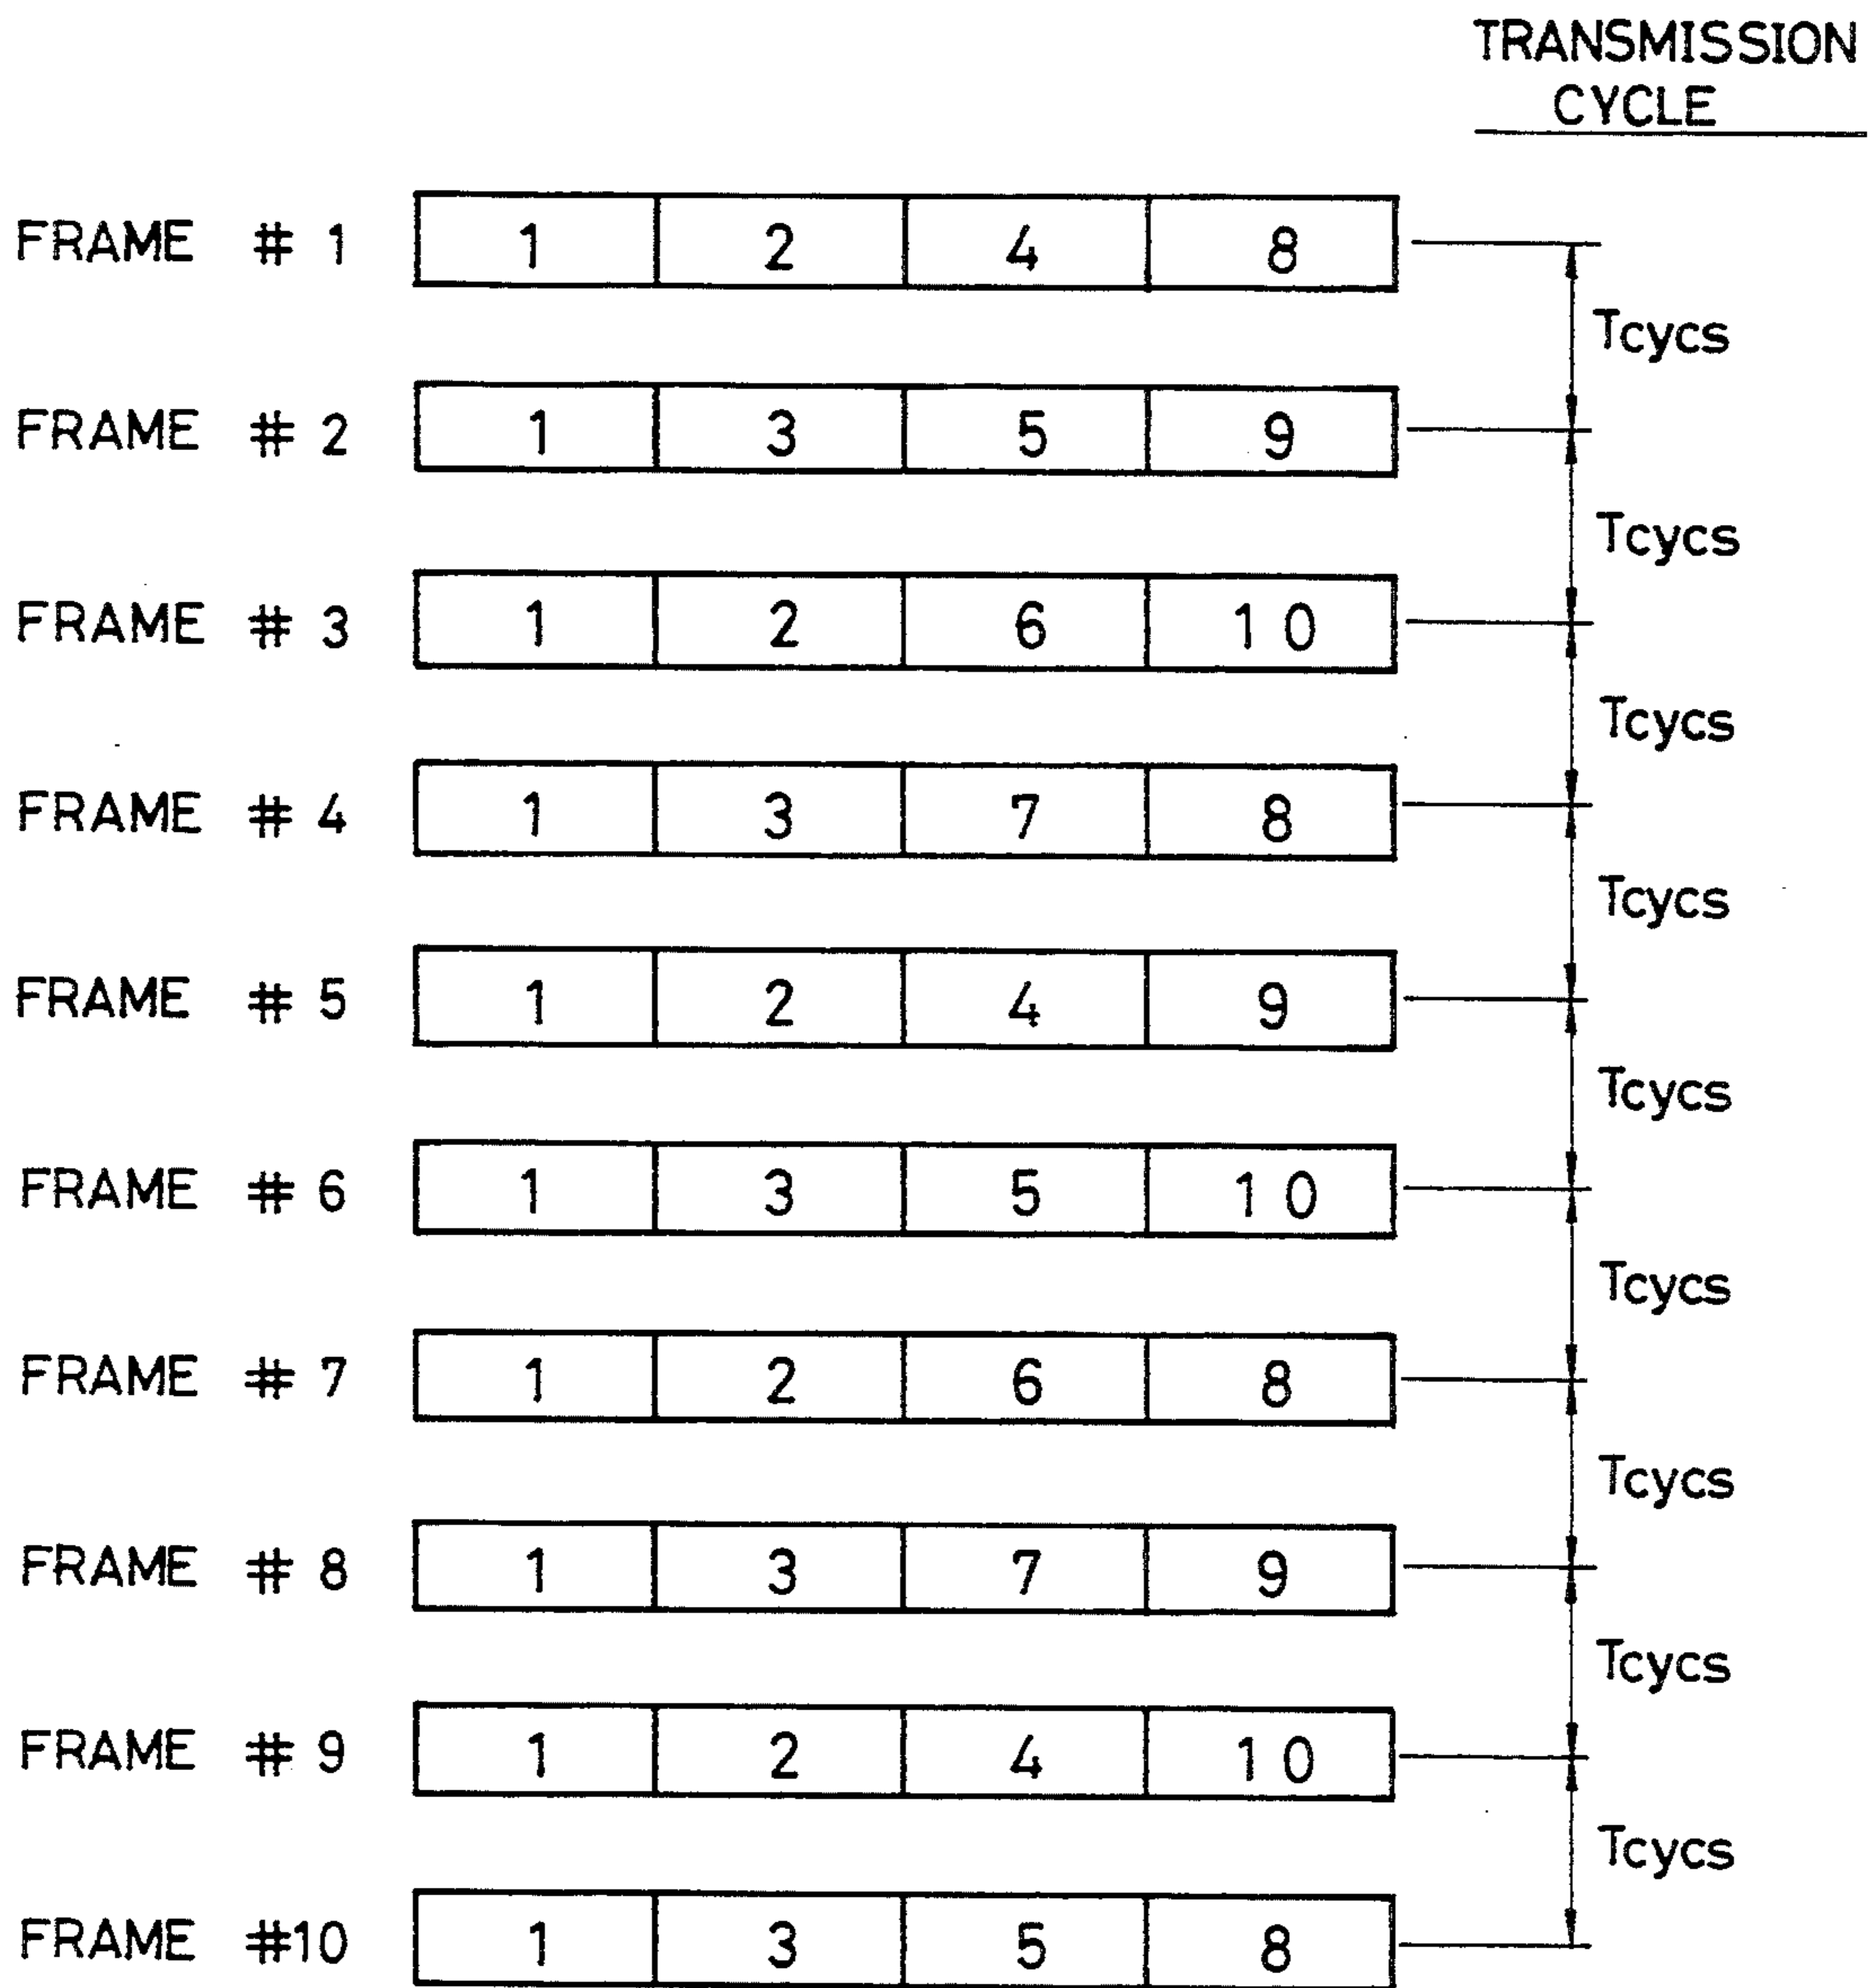 TRANSMISSION
CYCLE
FRAME # 1 1 2 4 8
Tcycs
FRAME # 2 1 3 5 9
Tcycs
FRAME # 3 1 2 6 10
Tcycs
FRAME # 4 1 3 7 8
Tcycs
FRAME # 5 1 2 4 9
Tcycs
FRAME # 6 1 3 5 10
Tcycs
FRAME # 7 1 2 6 8
Tcycs
FRAME # 8 1 3 7 9
Tcycs
FRAME # 9 1 2 4 10
Tcycs
FRAME #10 1 3 5 8